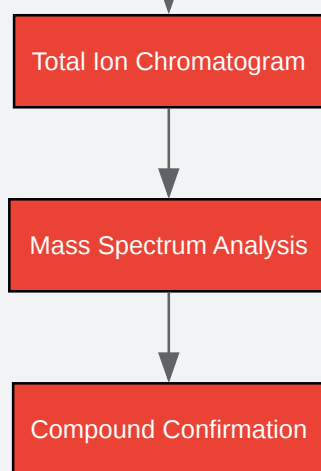 Total Ion Chromatogram
Mass Spectrum Analysis
Compound Confirmation